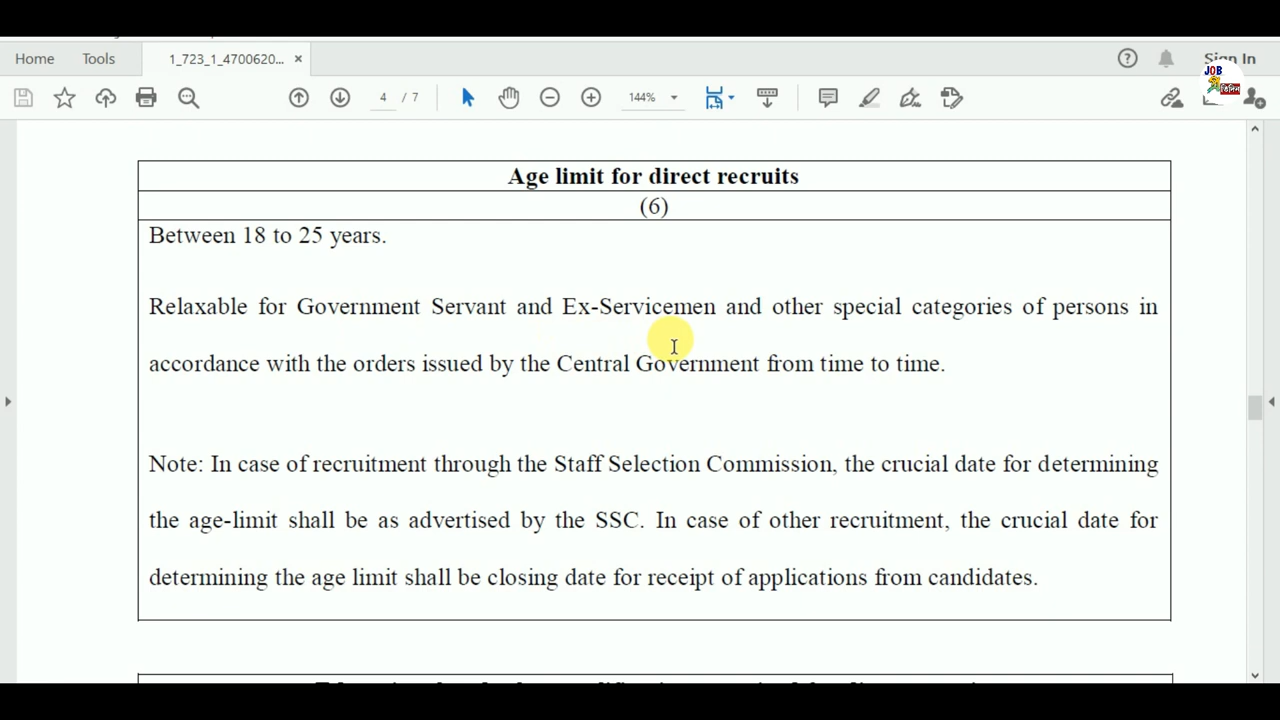 Home Tools 1_723_1_4700620... × Sign In
4 / 7 144%
JOB
Age limit for direct recruits
(6)
Between 18 to 25 years.
Relaxable for Government Servant and Ex-Servicemen and other special categories of persons in
accordance with the orders issued by the Central Government from time to time.
Note: In case of recruitment through the Staff Selection Commission, the crucial date for determining
the age-limit shall be as advertised by the SSC. In case of other recruitment, the crucial date for
determining the age limit shall be closing date for receipt of applications from candidates.